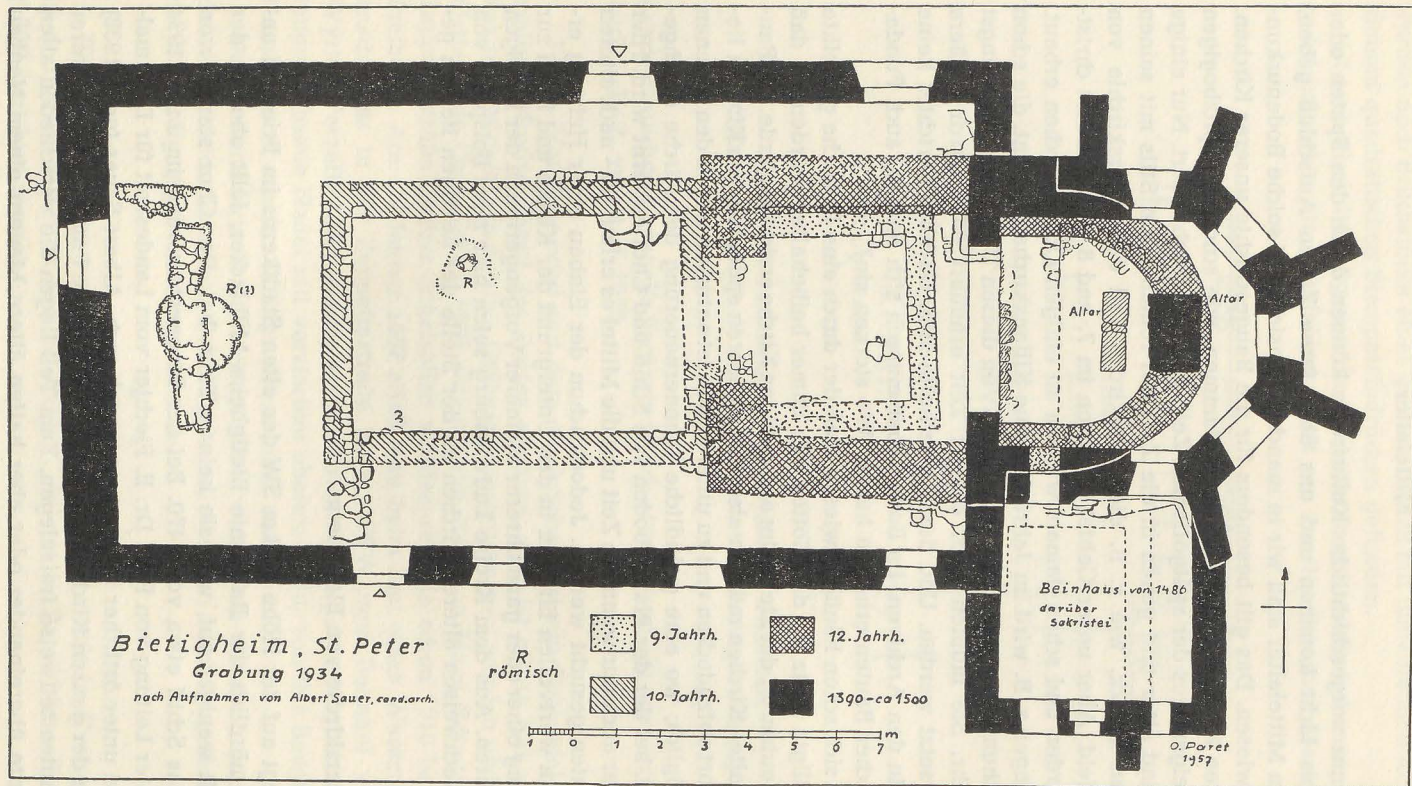 R (?)
R
Altar
Altar
Beinhaus von 1486
darüber
Sakristei
Bietigheim, St. Peter
Grabung 1934
nach Aufnahmen von Albert Sauer, cand.arch.
R
römisch
9. Jahrh.
10. Jahrh.
12. Jahrh.
1390-ca 1500
1 0 1 2 3 4 5 6 7 m
O. Paret
1957